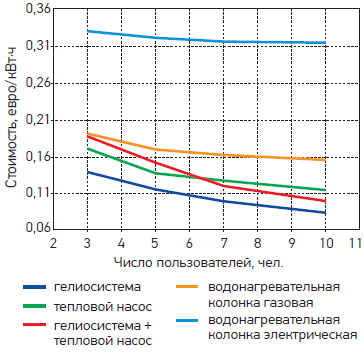 Стоимость, евро/кВт·ч
0,36
0,31
0,26
0,21
0,16
0,11
0,06
2 3 4 5 6 7 8 9 10 11
Число пользователей, чел.
гелиосистема
тепловой насос
гелиосистема +
тепловой насос
водонагревательная
колонка газовая
водонагревательная
колонка электрическая